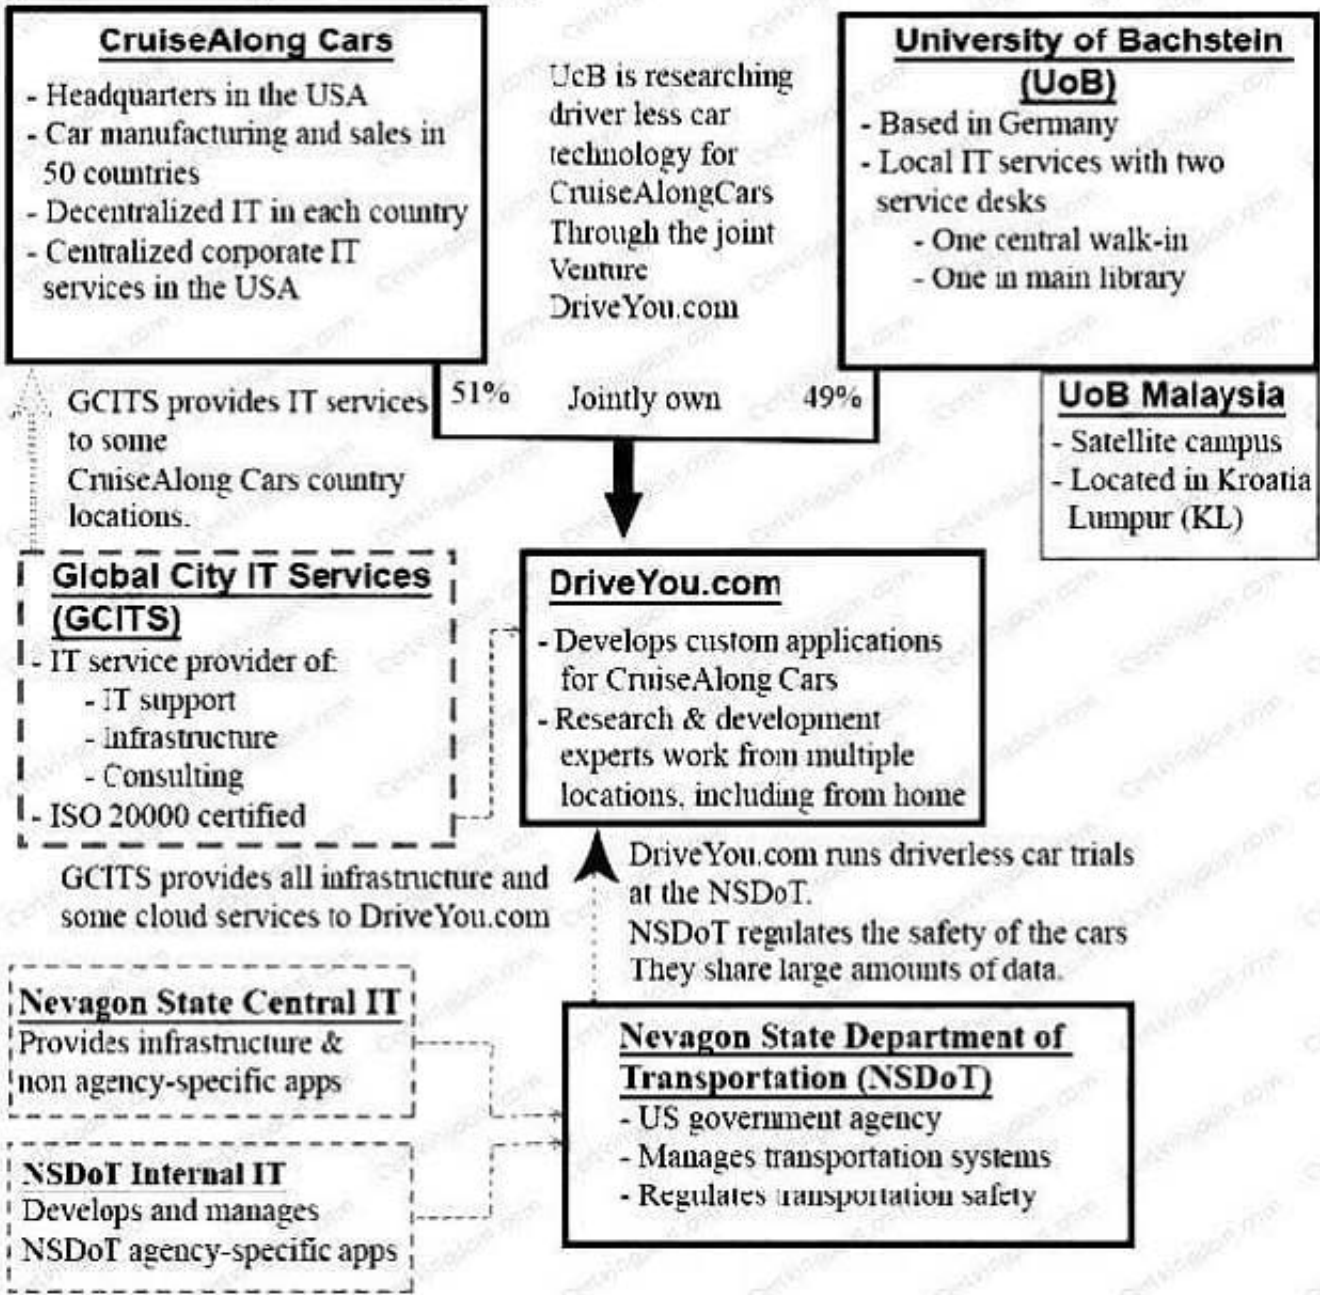 CruiseAlong Cars
- Headquarters in the USA
- Car manufacturing and sales in
50 countries
- Decentralized IT in each country
- Centralized corporate IT
services in the USA
UcB is researching
driver less car
technology for
CruiseAlongCars
Through the joint
Venture
DriveYou.com
University of Bachstein
(UoB)
- Based in Germany
- Local IT services with two
service desks
- One central walk-in
- One in main library
51% Jointly own 49%
UoB Malaysia
- Satellite campus
- Located in Kroatia
Lumpur (KL)
GCITS provides IT services
to some
CruiseAlong Cars country
locations.
Global City IT Services
(GCITS)
- IT service provider of:
- IT support
- Infrastructure
- Consulting
- ISO 20000 certified
DriveYou.com
- Develops custom applications
for CruiseAlong Cars
- Research & development
experts work from multiple
locations, including from home
GCITS provides all infrastructure and
some cloud services to DriveYou.com
DriveYou.com runs driverless car trials
at the NSDoT.
NSDoT regulates the safety of the cars
They share large amounts of data.
Nevagon State Central IT
Provides infrastructure &
non agency-specific apps
NSDoT Internal IT
Develops and manages
NSDoT agency-specific apps
Nevagon State Department of
Transportation (NSDoT)
- US government agency
- Manages transportation systems
- Regulates transportation safety